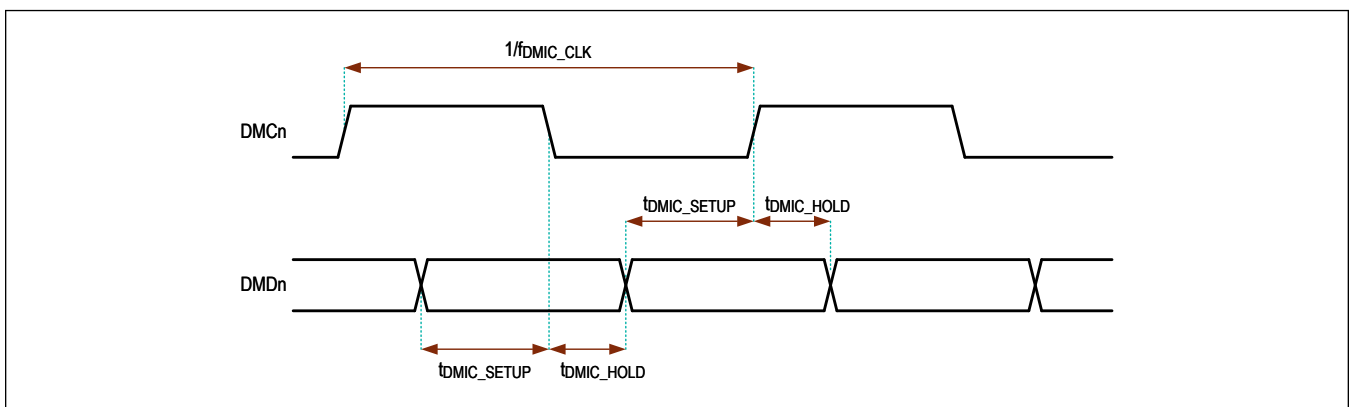 1/fDMIC_CLK
DMCn
tDMIC_SETUP tDMIC_HOLD
DMDn
tDMIC_SETUP tDMIC_HOLD